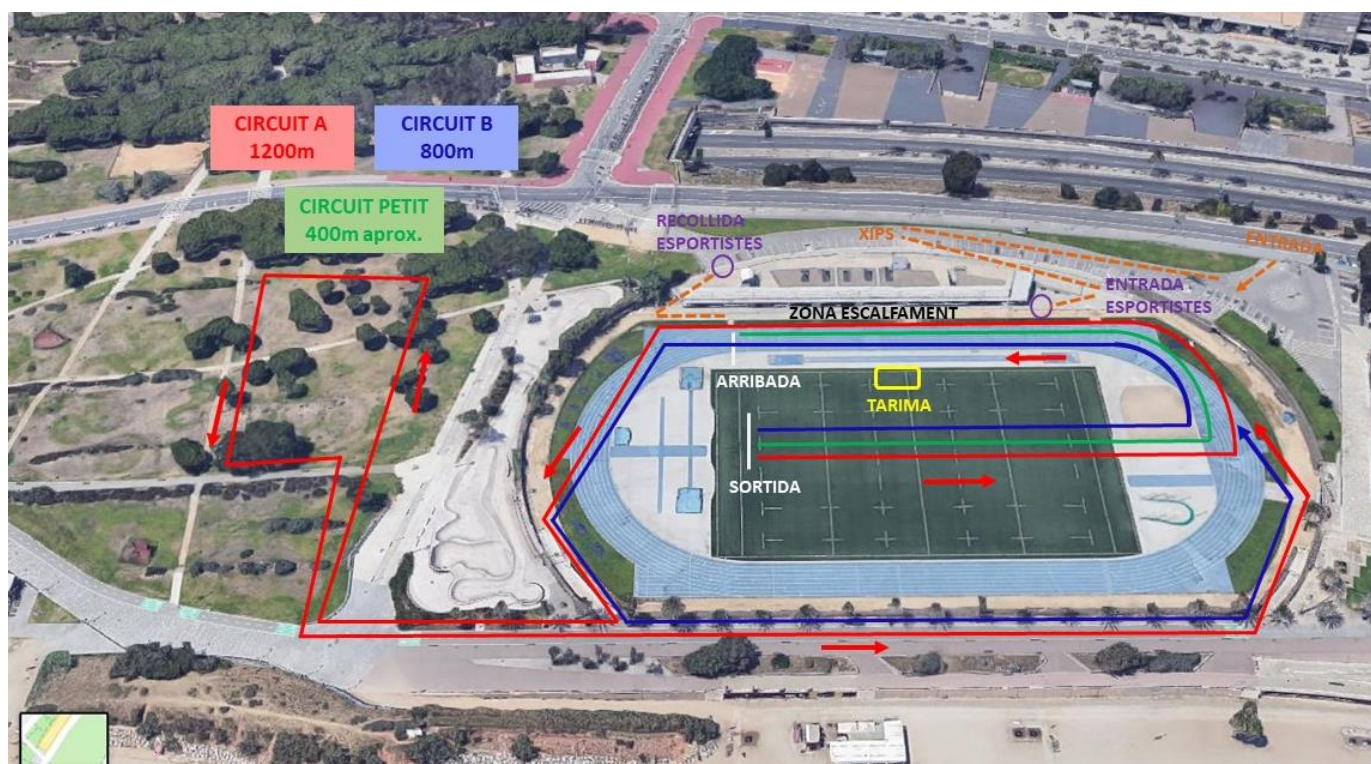 CIRCUIT A
1200m
CIRCUIT B
800m
CIRCUIT PETIT
400m aprox.
RECOLLIDA
ESPORTISTES
XIPS
ENTRADA
ENTRADA
ESPORTISTES
ZONA ESCALFAMENT
ARRIBADA
TARIMA
SORTIDA